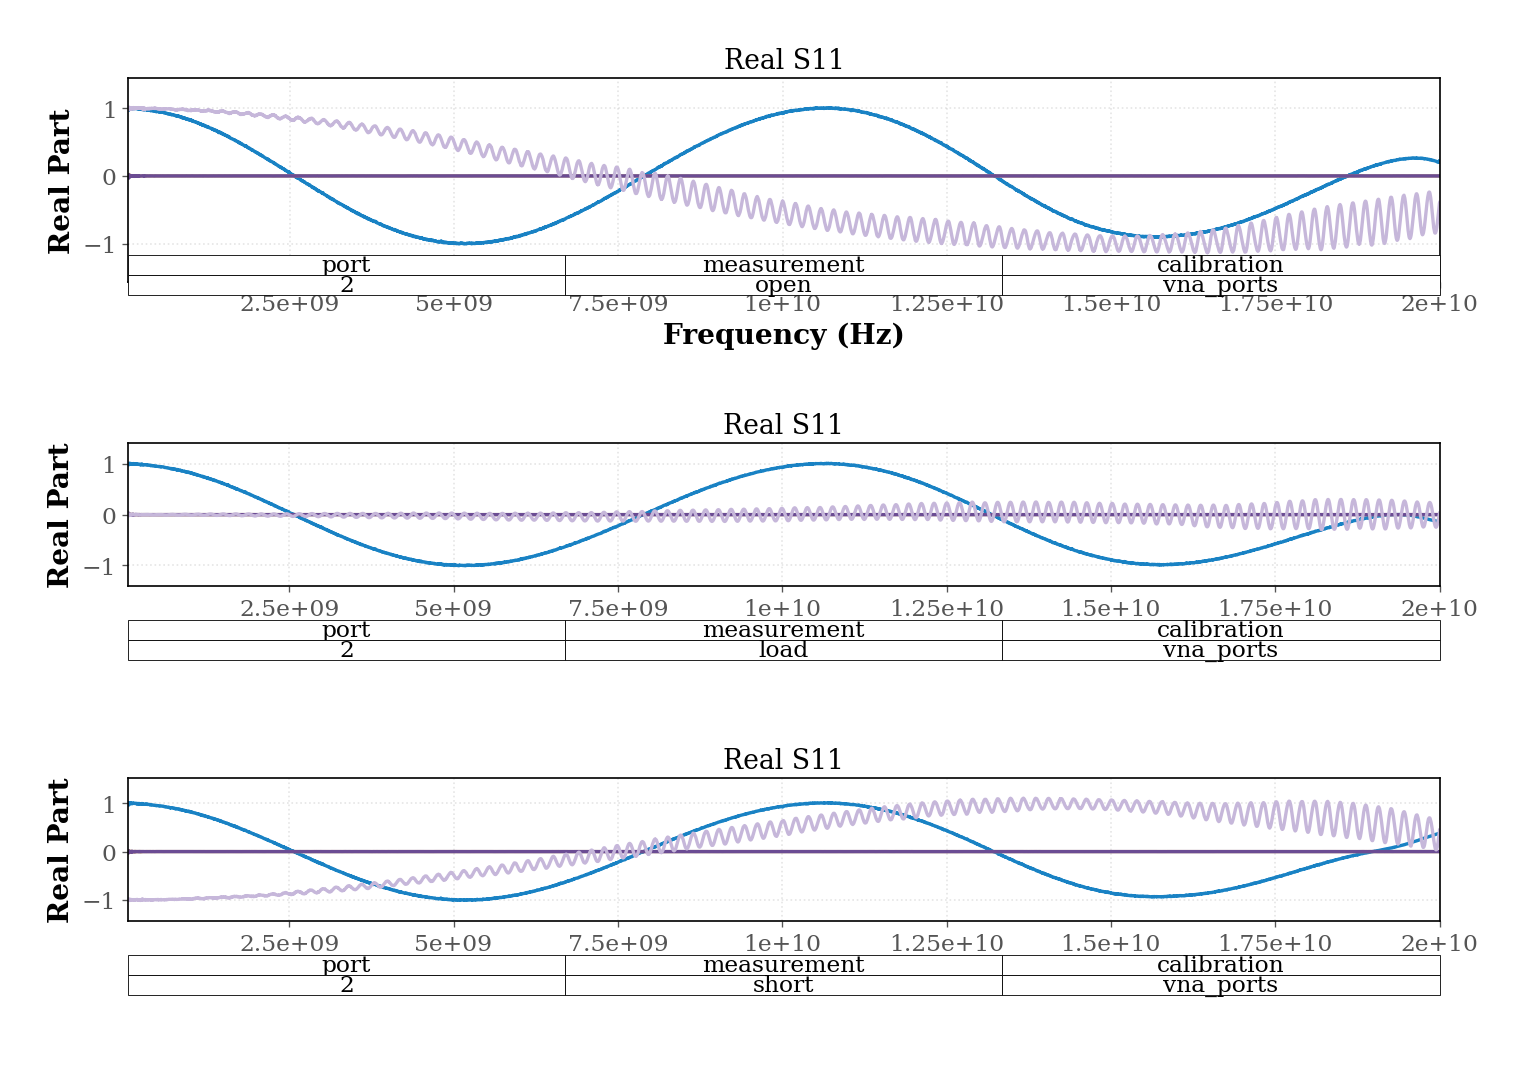 Real S11
Real Part
1
0
−1
port measurement calibration
2 open vna_ports
2.5e+09 5e+09 7.5e+09 1e+10 1.25e+10 1.5e+10 1.75e+10 2e+10
Frequency (Hz)
Real S11
Real Part
1
0
−1
2.5e+09 5e+09 7.5e+09 1e+10 1.25e+10 1.5e+10 1.75e+10 2e+10
port measurement calibration
2 load vna_ports
Real S11
Real Part
1
0
−1
2.5e+09 5e+09 7.5e+09 1e+10 1.25e+10 1.5e+10 1.75e+10 2e+10
port measurement calibration
2 short vna_ports